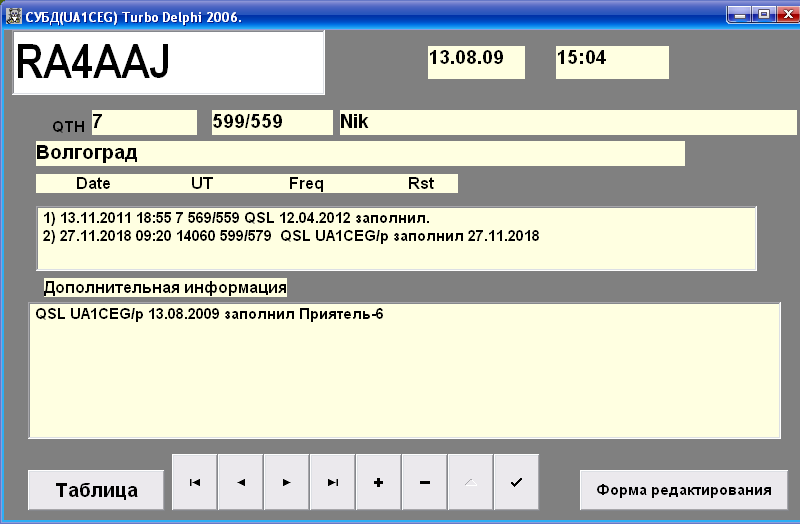 СУБД(UA1CEG) Turbo Delphi 2006.
RA4AAJ 13.08.09 15:04
QTH 7 599/559 Nik
Волгоград
Date UT Freq Rst
1) 13.11.2011 18:55 7 569/559 QSL 12.04.2012 заполнил.
2) 27.11.2018 09:20 14060 599/579 QSL UA1CEG/p заполнил 27.11.2018
Дополнительная информация
QSL UA1CEG/p 13.08.2009 заполнил Приятель-6
Таблица Форма редактирования